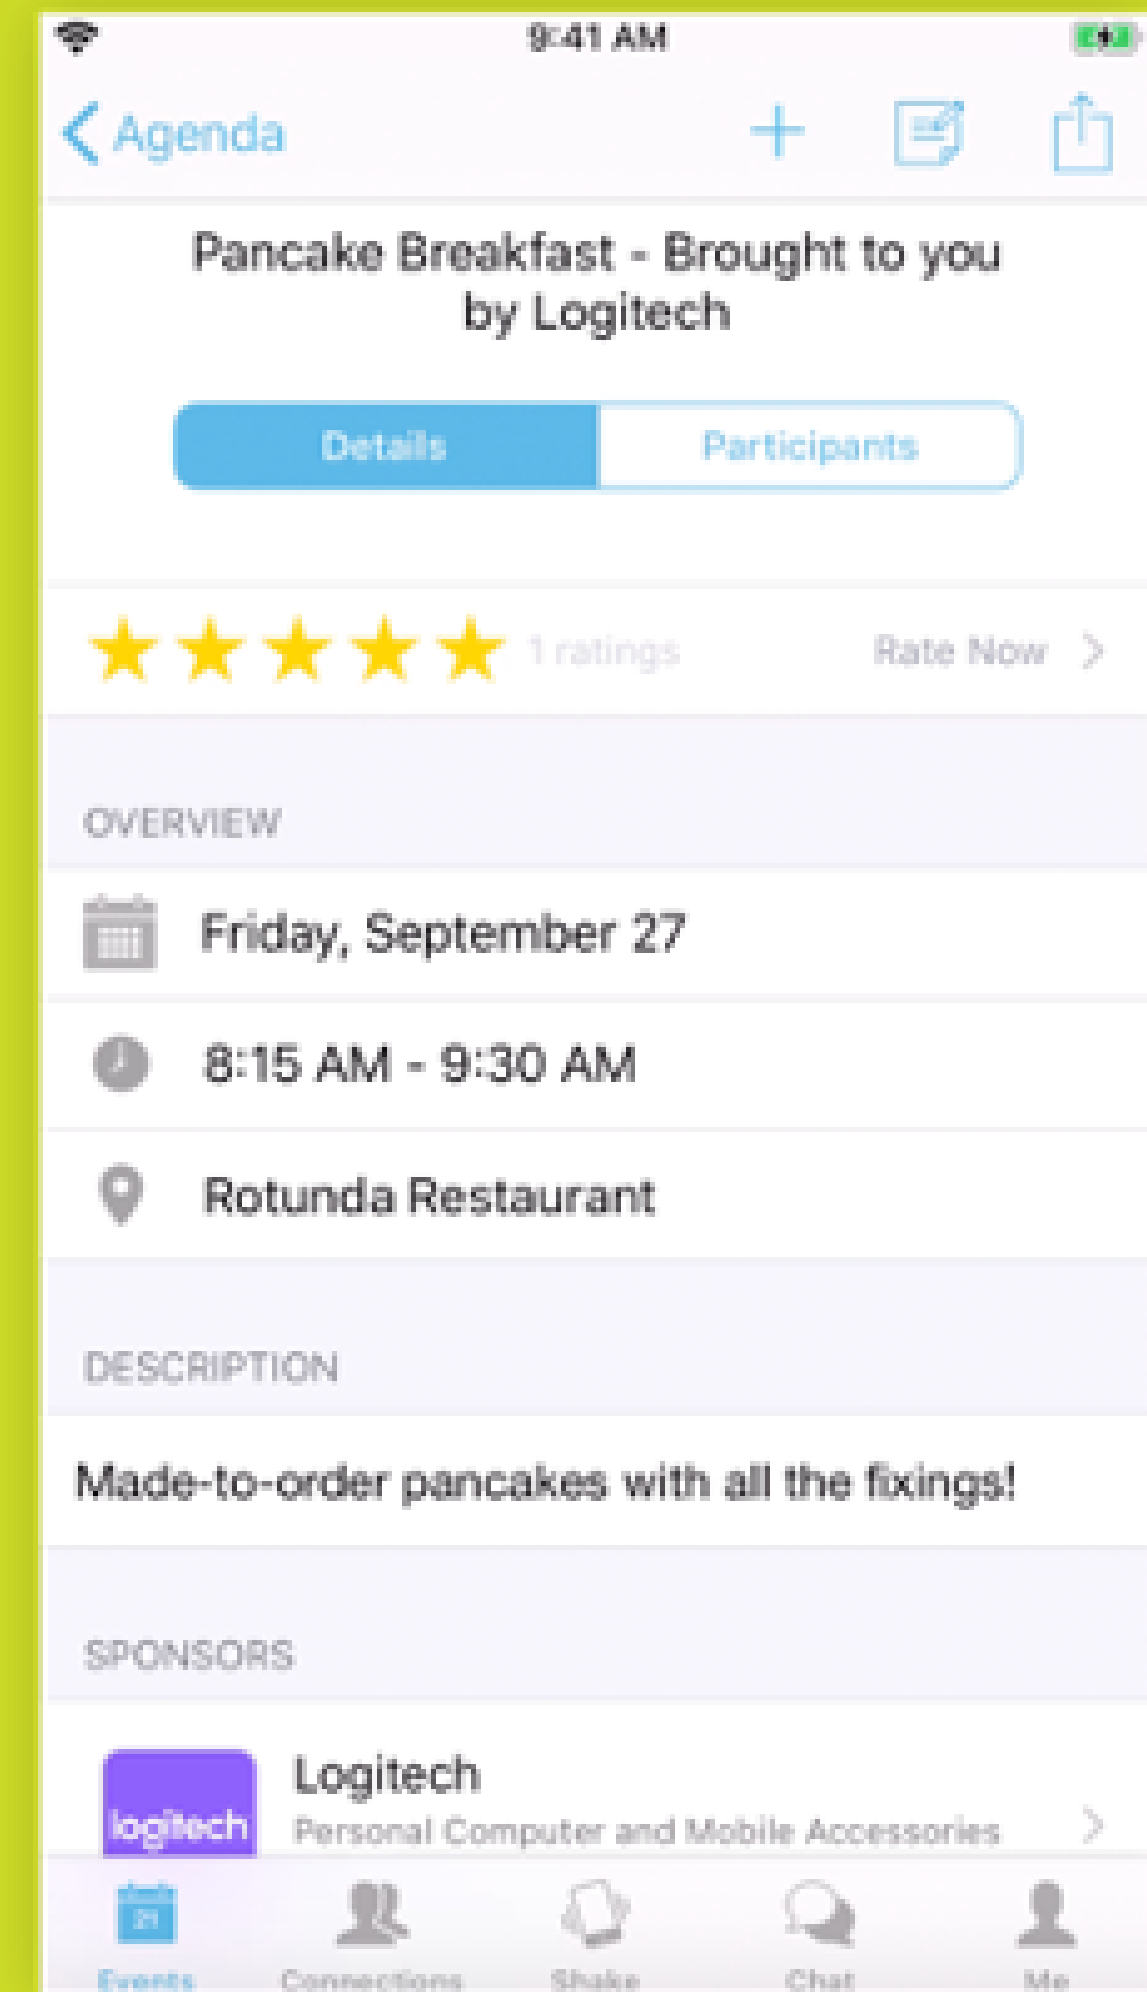 9:41 AM
Agenda
Pancake Breakfast - Brought to you
by Logitech
Details Participants
1 ratings Rate Now
OVERVIEW
Friday, September 27
8:15 AM - 9:30 AM
Rotunda Restaurant
DESCRIPTION
Made-to-order pancakes with all the fixings!
SPONSORS
Logitech
logitech
Personal Computer and Mobile Accessories
21
Events Connections Shake Chat Me